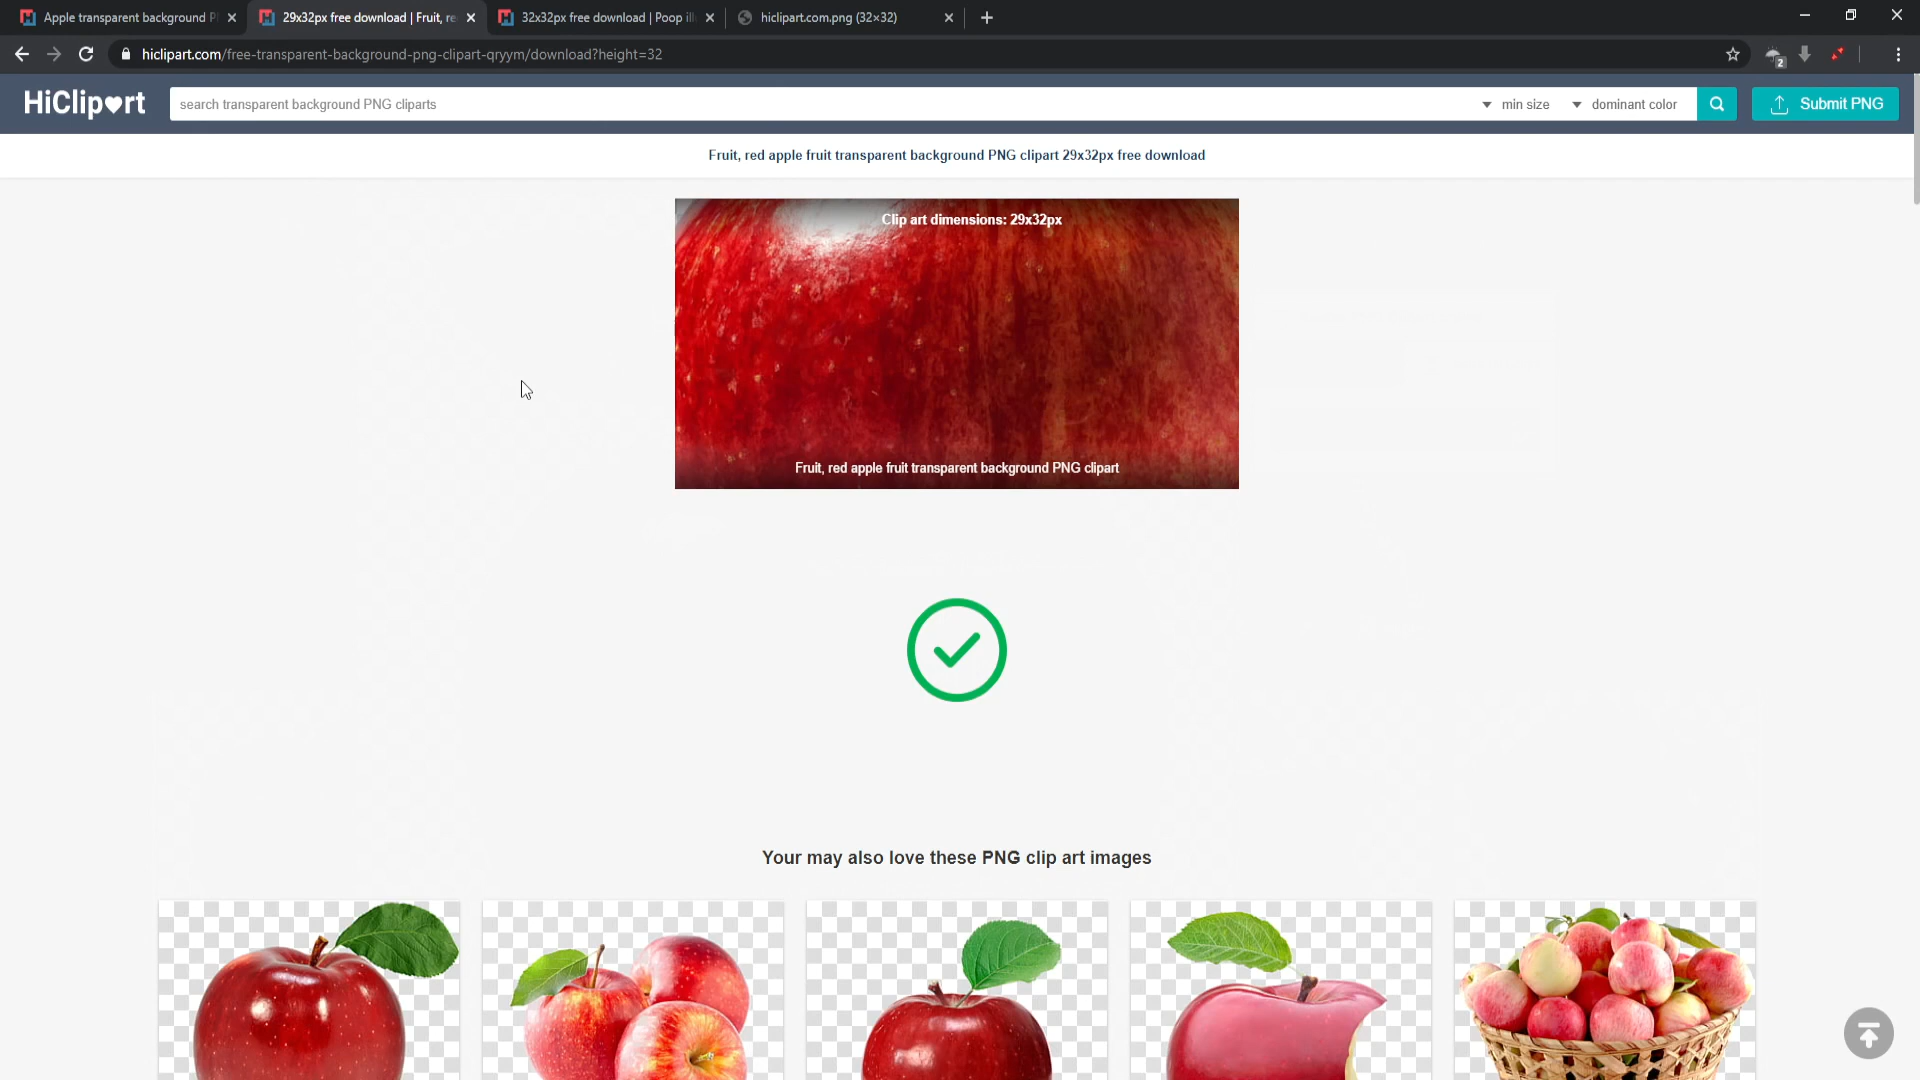 Apple transparent background P
29x32px free download | Fruit, re
32x32px free download | Poop ill
hiclipart.com.png (32×32)
hiclipart.com/free-transparent-background-png-clipart-qryym/download?height=32
2
HiClipart
search transparent background PNG cliparts
min size
dominant color
Submit PNG
Fruit, red apple fruit transparent background PNG clipart 29x32px free download
Clip art dimensions: 29x32px
Fruit, red apple fruit transparent background PNG clipart
Your may also love these PNG clip art images